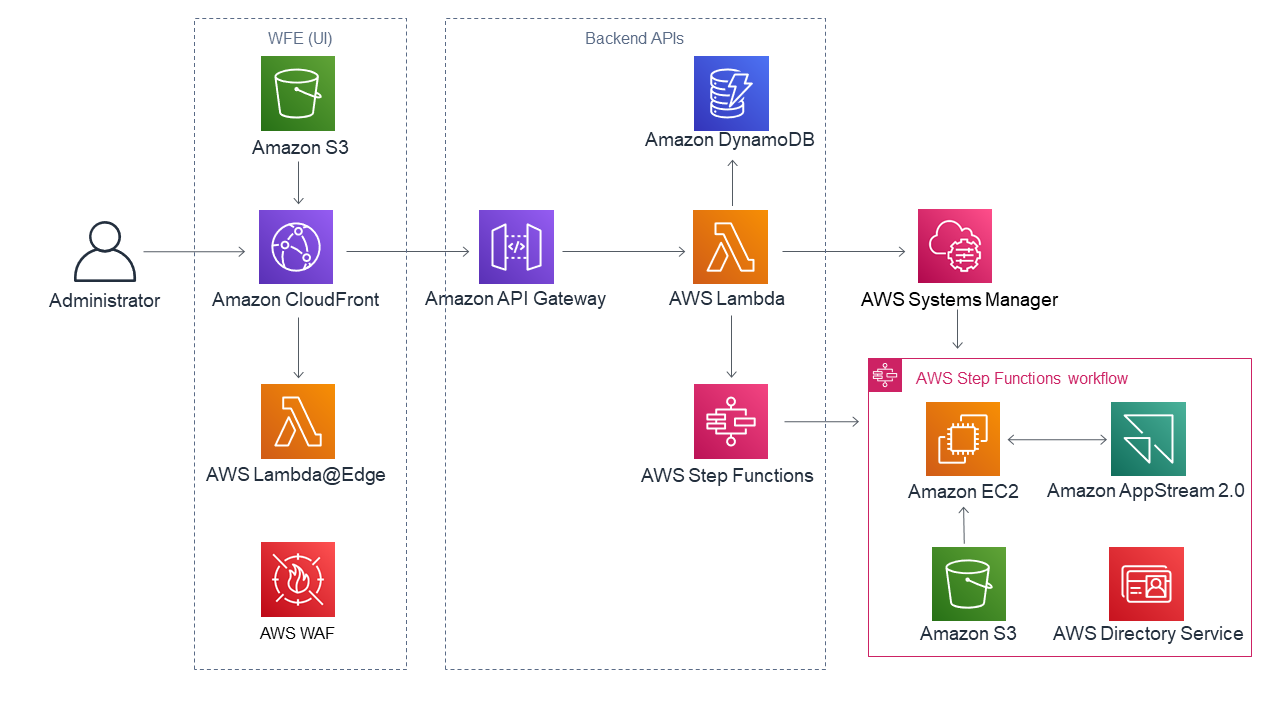 WFE (UI)
Backend APIs
Amazon S3
Amazon DynamoDB
Administrator
Amazon CloudFront
Amazon API Gateway
AWS Lambda
AWS Systems Manager
AWS Step Functions workflow
AWS Lambda@Edge
AWS Step Functions
Amazon EC2
Amazon AppStream 2.0
AWS WAF
Amazon S3
AWS Directory Service